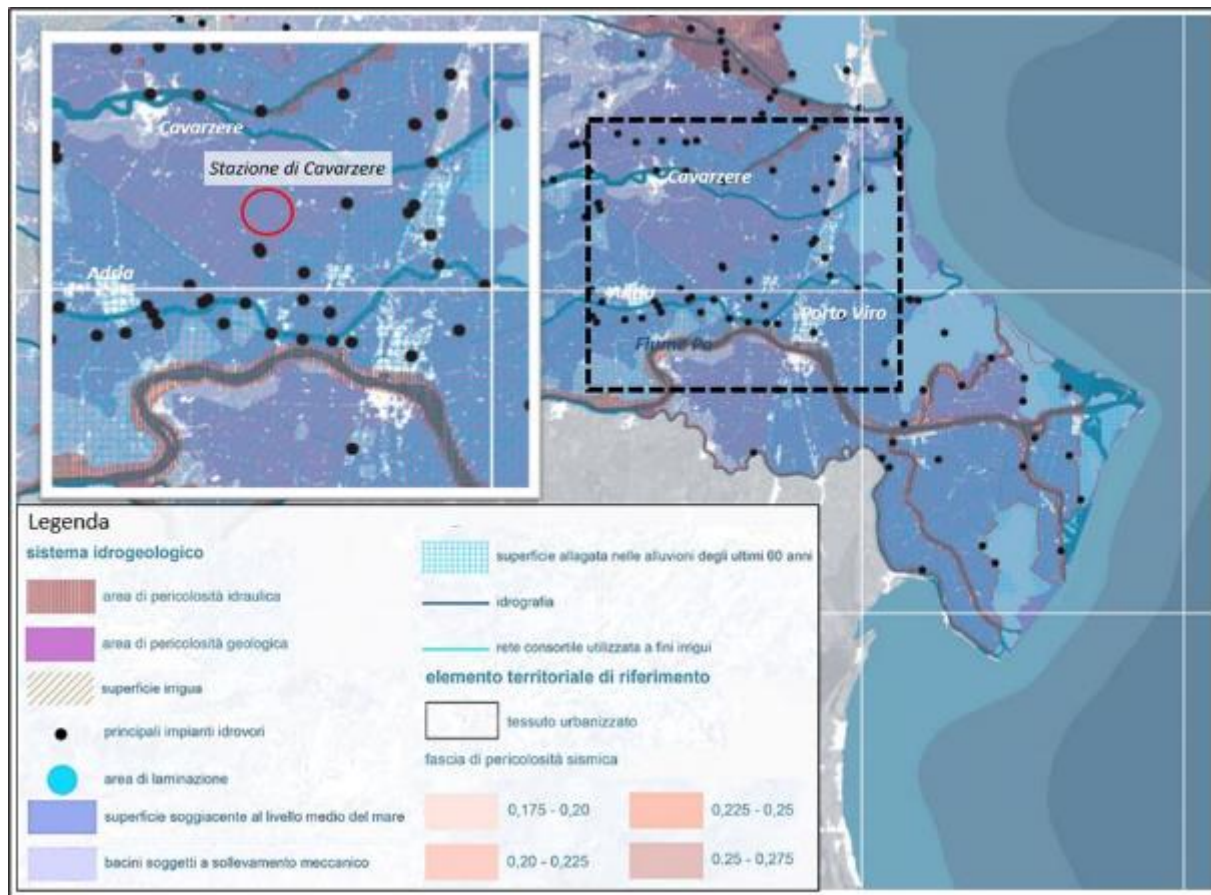 Cavarzere
Stazione di Cavarzere
Adria
Cavarzere
Porto Viro
Fiume Po
Legenda
sistema idrogeologico
area di pericolosità idraulica
area di pericolosità geologica
superficie irrigua
principali impianti idrovori
area di laminazione
superficie soggiacente al livello medio del mare
bacini soggetti a sollevamento meccanico
superficie allagata nelle alluvioni degli ultimi 60 anni
idrografia
rete consortile utilizzata a fini irrigui
elemento territoriale di riferimento
tessuto urbanizzato
fascia di pericolosità sismica
0,175 - 0,20
0,225 - 0,25
0,20 - 0,225
0.25 - 0,275